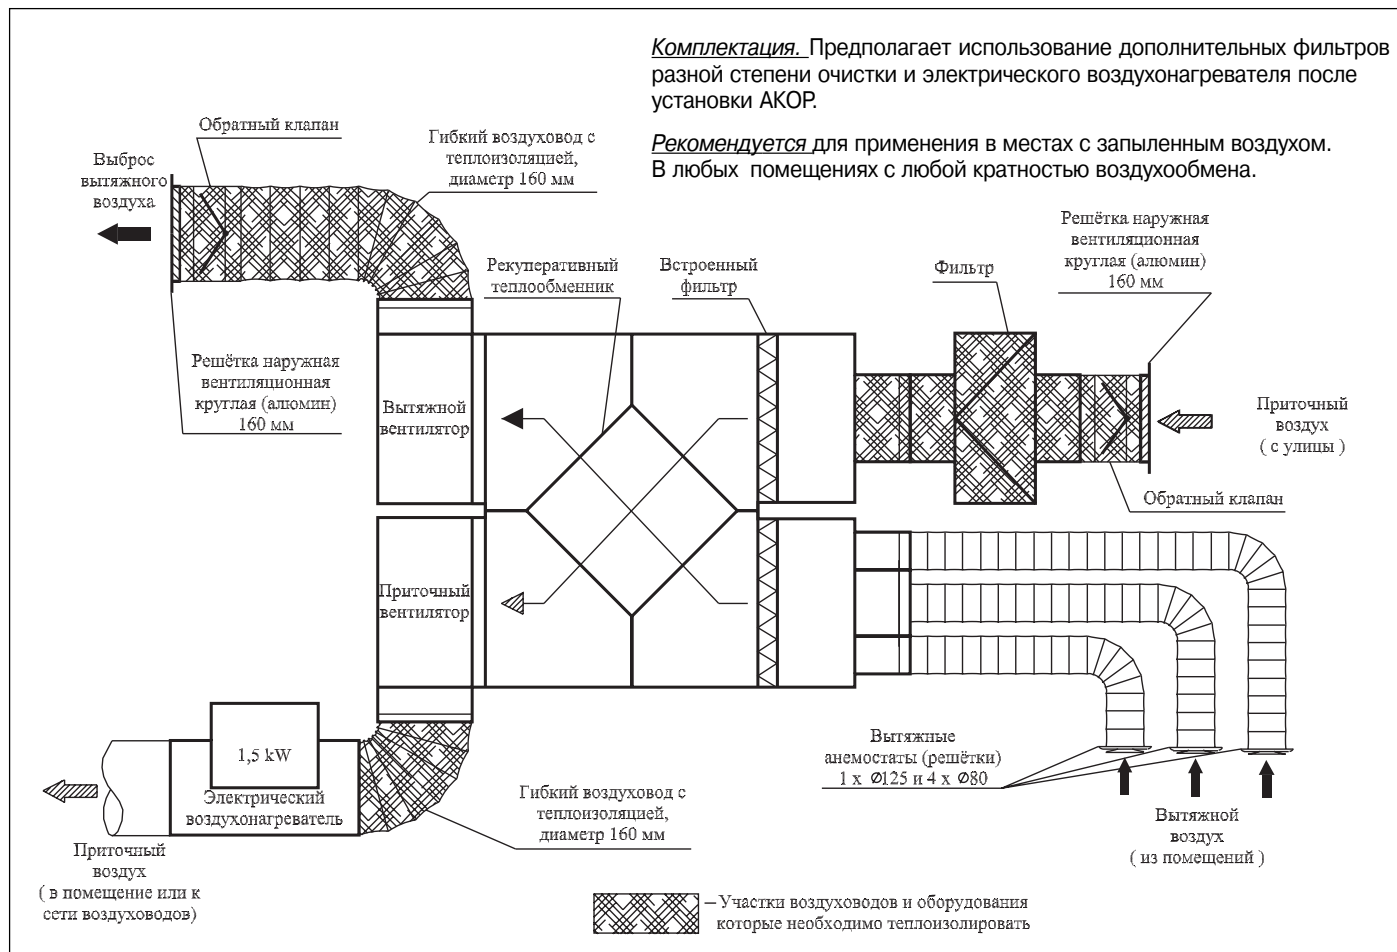 Комплектация. Предполагает использование дополнительных фильтров
разной степени очистки и электрического воздухонагревателя после
установки АКОР.
Рекомендуется для применения в местах с запыленным воздухом.
В любых помещениях с любой кратностью воздухообмена.
Обратный клапан
Гибкий воздуховод с
теплоизоляцией,
диаметр 160 мм
Выброс
вытяжного
воздуха
Решётка наружная
вентиляционная
круглая (алюмин)
160 мм
Рекуперативный
теплообменник
Встроенный
фильтр
Фильтр
Решётка наружная
вентиляционная
круглая (алюмин)
160 мм
Вытяжной
вентилятор
Приточный
воздух
( с улицы )
Обратный клапан
Приточный
вентилятор
1,5 kW
Электрический
воздухонагреватель
Приточный
воздух
( в помещение или к
сети воздуховодов)
Гибкий воздуховод с
теплоизоляцией,
диаметр 160 мм
Вытяжные
анемостаты (решётки)
1 х Ø125 и 4 х Ø80
Вытяжной
воздух
( из помещений )
– Участки воздуховодов и оборудования
которые необходимо теплоизолировать